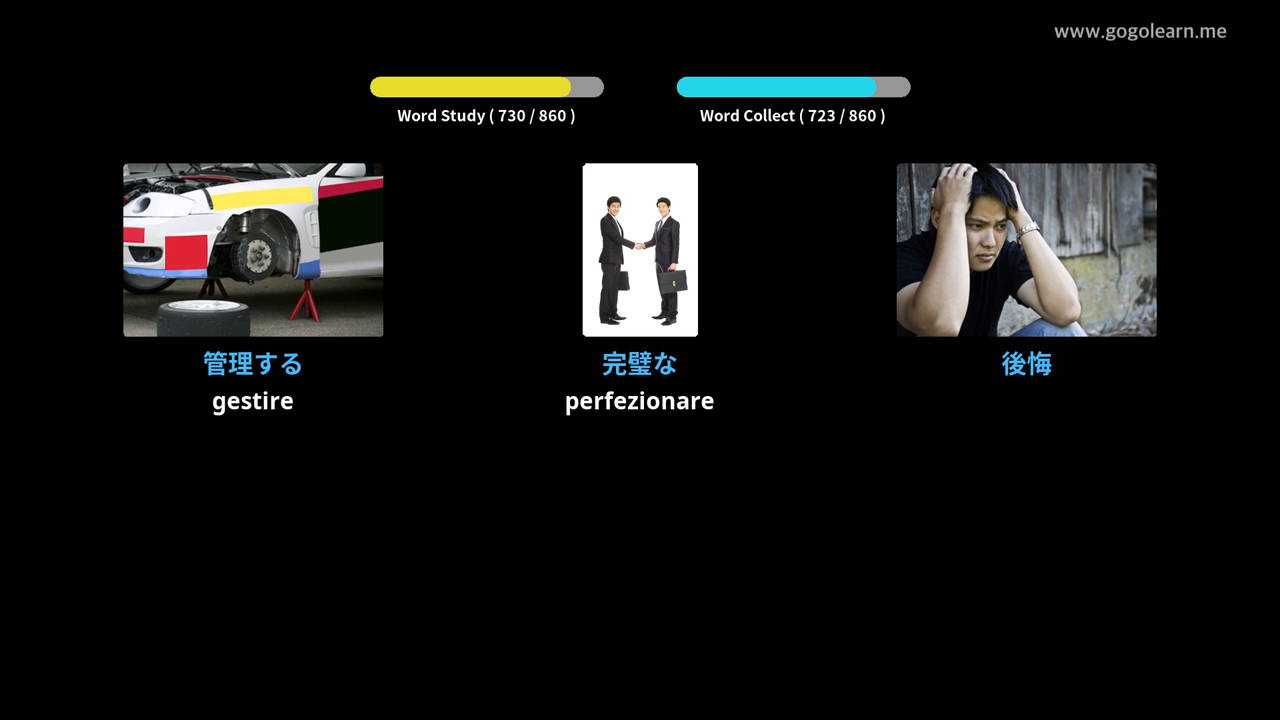 www.gogolearn.me
Word Study ( 730 / 860 )
Word Collect ( 723 / 860 )
管理する
gestire
完璧な
perfezionare
後悔